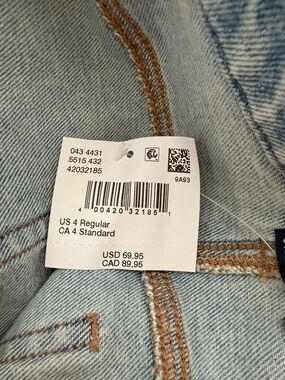 043 4431
5515 432
42032185
9A93
4 00420 32185 1
US 4 Regular
CA 4 Standard
USD 69.95
CAD 89.95